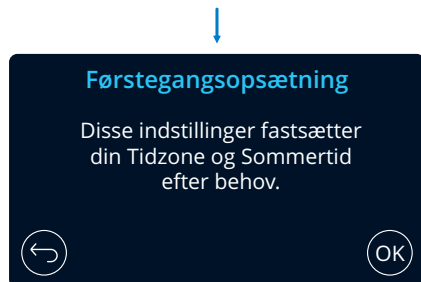 Førstegangsopsætning
Disse indstillinger fastsætter
din Tidzone og Sommertid
efter behov.
OK